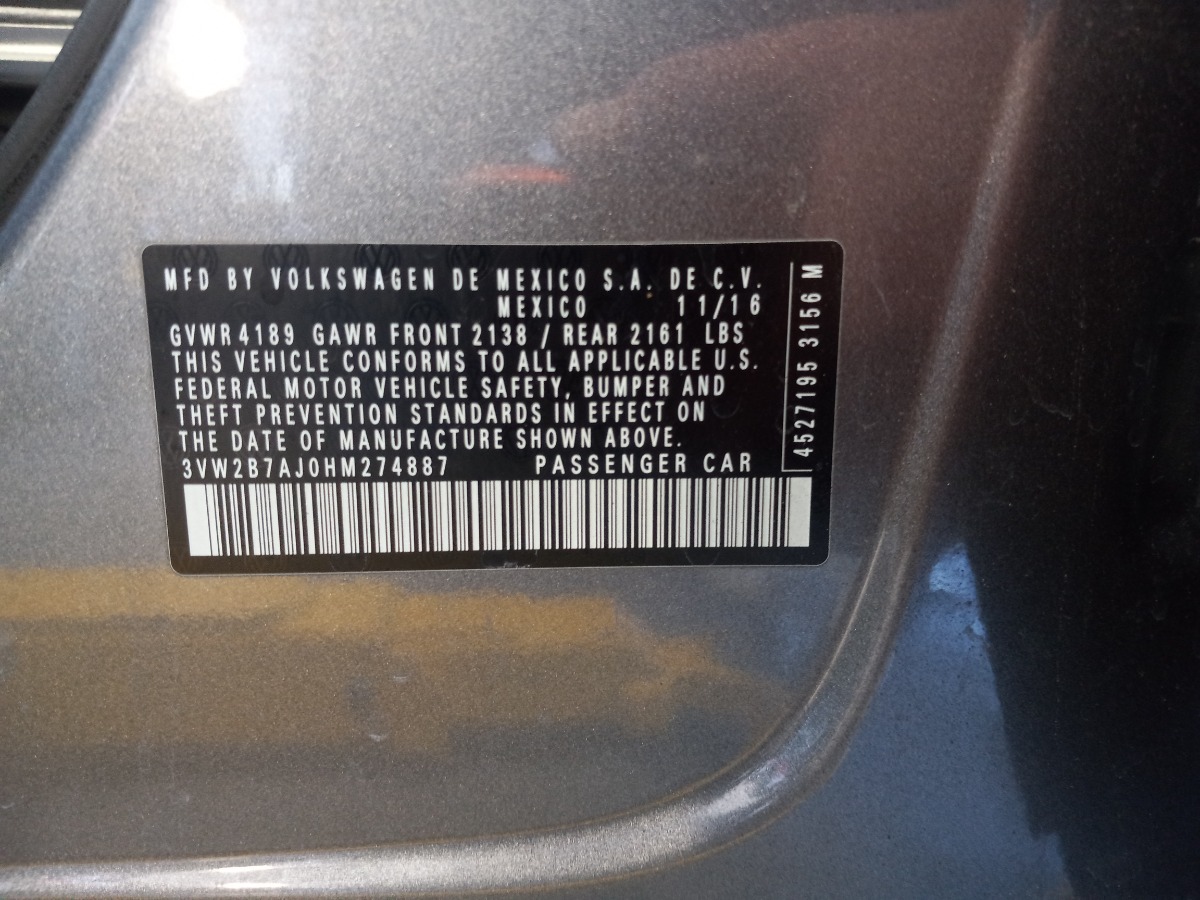 MFD BY VOLKSWAGEN DE MEXICO S.A. DE C.V.
MEXICO 11/16
GVWR 4189 GAWR FRONT 2138 / REAR 2161 LBS
THIS VEHICLE CONFORMS TO ALL APPLICABLE U.S.
FEDERAL MOTOR VEHICLE SAFETY, BUMPER AND
THEFT PREVENTION STANDARDS IN EFFECT ON
THE DATE OF MANUFACTURE SHOWN ABOVE.
3VW2B7AJ0HM274887 PASSENGER CAR
4527195 3156 M